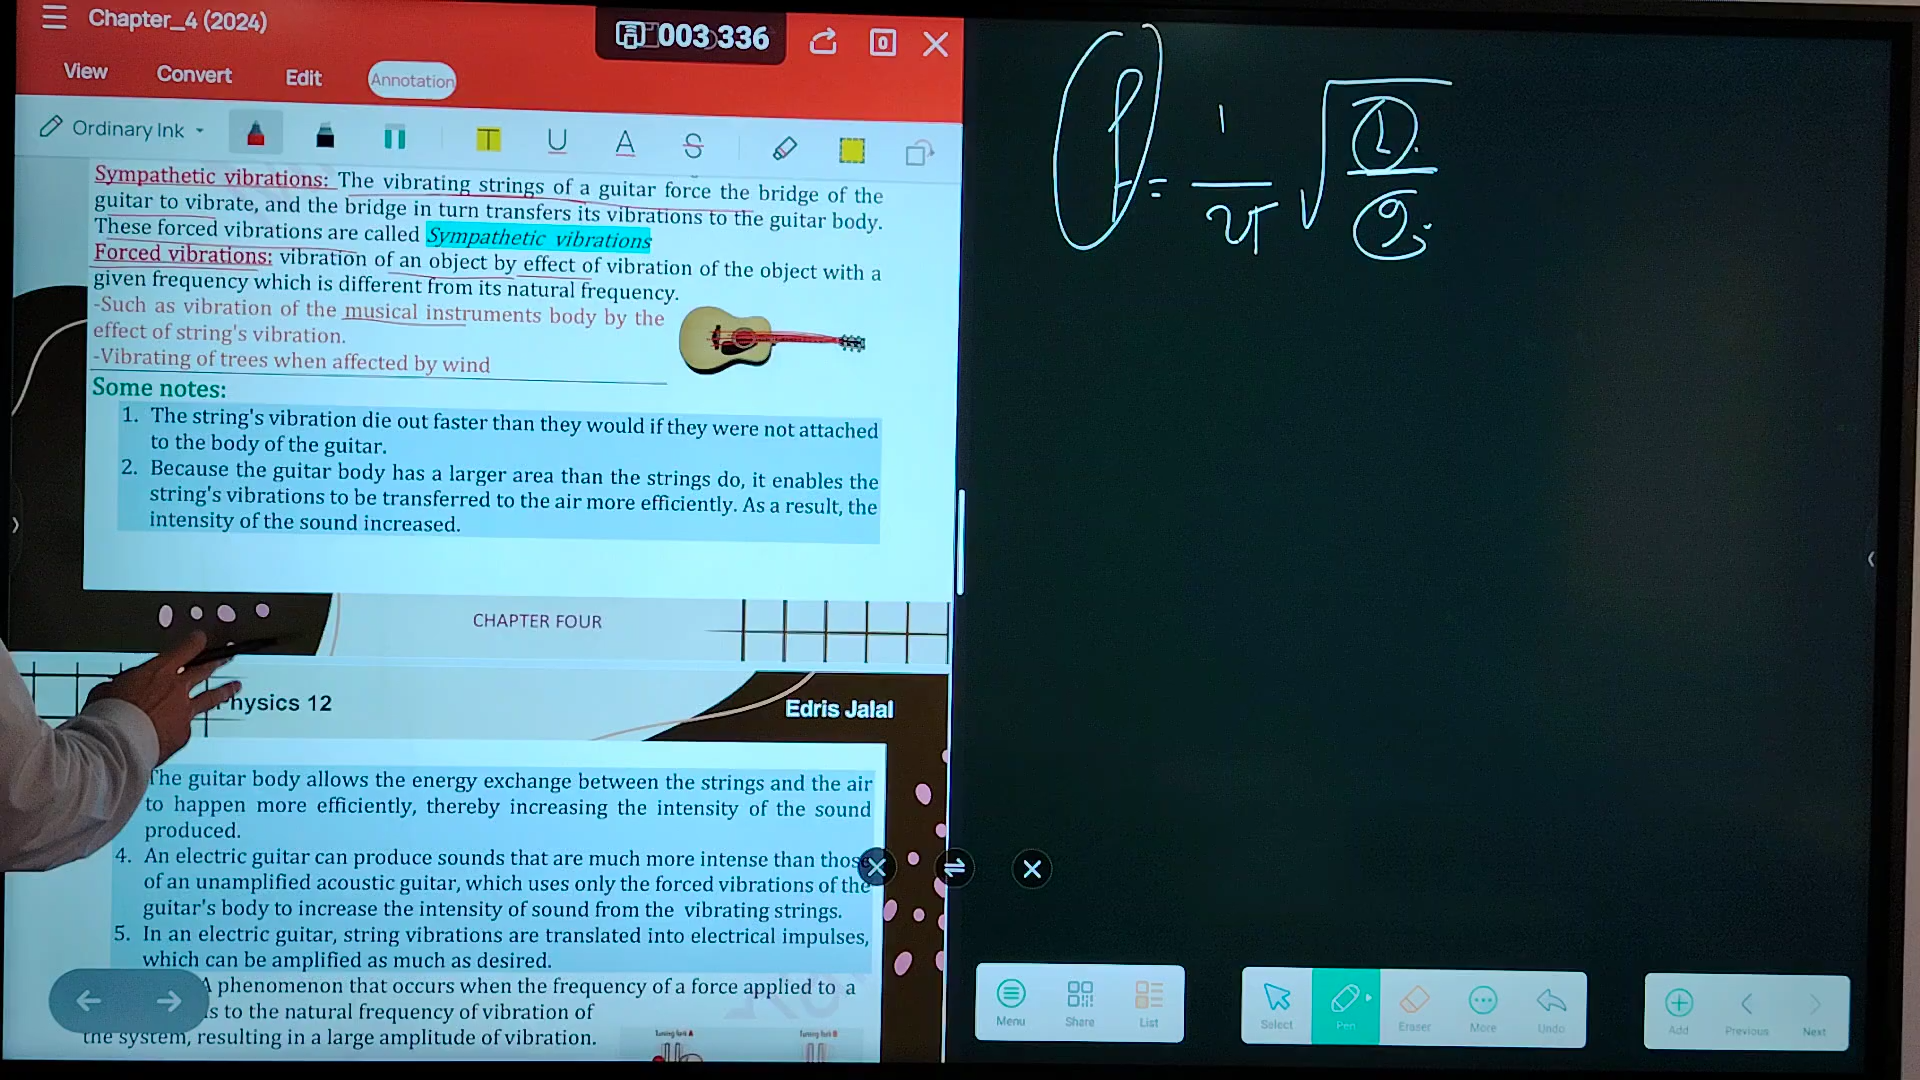 Chapter_4 (2024)
003 336
View Convert Edit Annotation
Ordinary Ink
Sympathetic vibrations: The vibrating strings of a guitar force the bridge of the
guitar to vibrate, and the bridge in turn transfers its vibrations to the guitar body.
These forced vibrations are called Sympathetic vibrations
Forced vibrations: vibration of an object by effect of vibration of the object with a
given frequency which is different from its natural frequency.
-Such as vibration of the musical instruments body by the
effect of string's vibration.
-Vibrating of trees when affected by wind
Some notes:
1. The string's vibration die out faster than they would if they were not attached
to the body of the guitar.
2. Because the guitar body has a larger area than the strings do, it enables the
string's vibrations to be transferred to the air more efficiently. As a result, the
intensity of the sound increased.
CHAPTER FOUR
Physics 12
Edris Jalal
The guitar body allows the energy exchange between the strings and the air
to happen more efficiently, thereby increasing the intensity of the sound
produced.
4. An electric guitar can produce sounds that are much more intense than those
of an unamplified acoustic guitar, which uses only the forced vibrations of the
guitar's body to increase the intensity of sound from the vibrating strings.
5. In an electric guitar, string vibrations are translated into electrical impulses,
which can be amplified as much as desired.
A phenomenon that occurs when the frequency of a force applied to a
is to the natural frequency of vibration of
the system, resulting in a large amplitude of vibration.
Tuning fork A Tuning fork B
Menu Share List
Select Pen Eraser More Undo
Add Previous Next